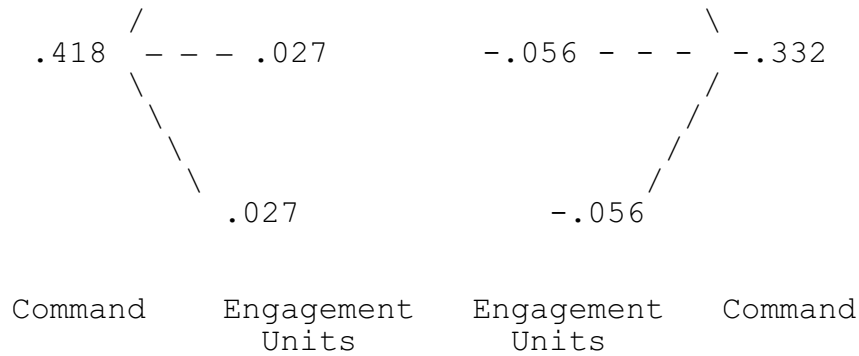 .418 – – – .027 -.056 - - - -.332
.027 -.056
Command Engagement Units Engagement Units Command